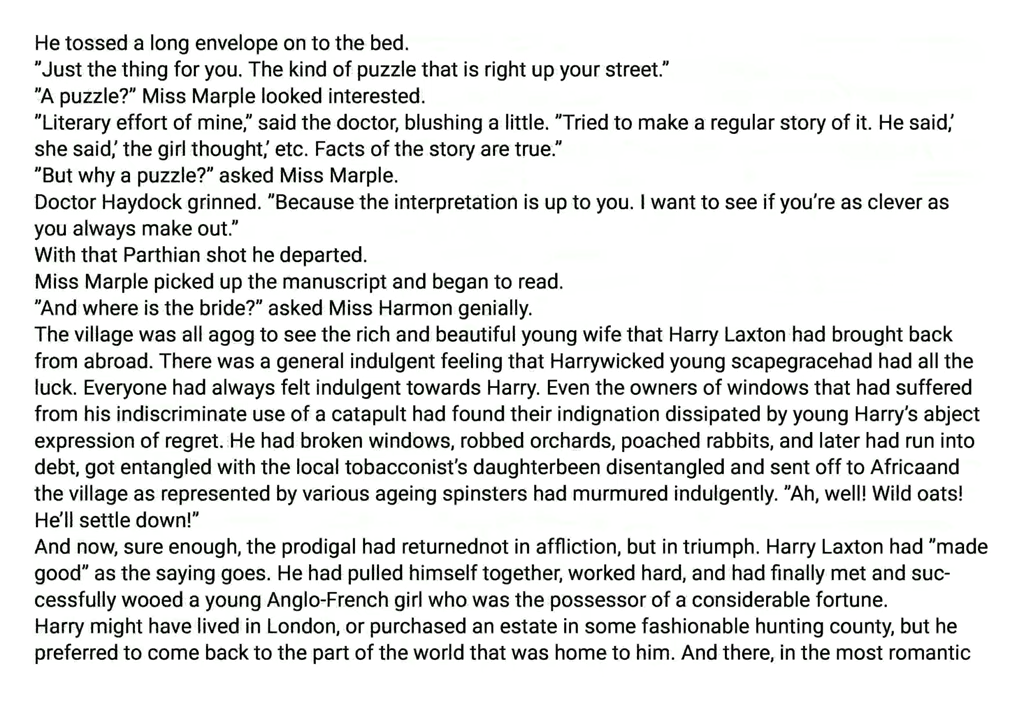 He tossed a long envelope on to the bed.
"Just the thing for you. The kind of puzzle that is right up your street."
"A puzzle?" Miss Marple looked interested.
"Literary effort of mine," said the doctor, blushing a little. "Tried to make a regular story of it. He said,'
she said,' the girl thought,' etc. Facts of the story are true."
"But why a puzzle?" asked Miss Marple.
Doctor Haydock grinned. "Because the interpretation is up to you. I want to see if you're as clever as
you always make out."
With that Parthian shot he departed.
Miss Marple picked up the manuscript and began to read.
"And where is the bride?" asked Miss Harmon genially.
The village was all agog to see the rich and beautiful young wife that Harry Laxton had brought back
from abroad. There was a general indulgent feeling that Harrywicked young scapegracehad had all the
luck. Everyone had always felt indulgent towards Harry. Even the owners of windows that had suffered
from his indiscriminate use of a catapult had found their indignation dissipated by young Harry's abject
expression of regret. He had broken windows, robbed orchards, poached rabbits, and later had run into
debt, got entangled with the local tobacconist's daughterbeen disentangled and sent off to Africaand
the village as represented by various ageing spinsters had murmured indulgently. "Ah, well! Wild oats!
He'll settle down!"
And now, sure enough, the prodigal had returnednot in affliction, but in triumph. Harry Laxton had "made
good" as the saying goes. He had pulled himself together, worked hard, and had finally met and suc-
cessfully wooed a young Anglo-French girl who was the possessor of a considerable fortune.
Harry might have lived in London, or purchased an estate in some fashionable hunting county, but he
preferred to come back to the part of the world that was home to him. And there, in the most romantic